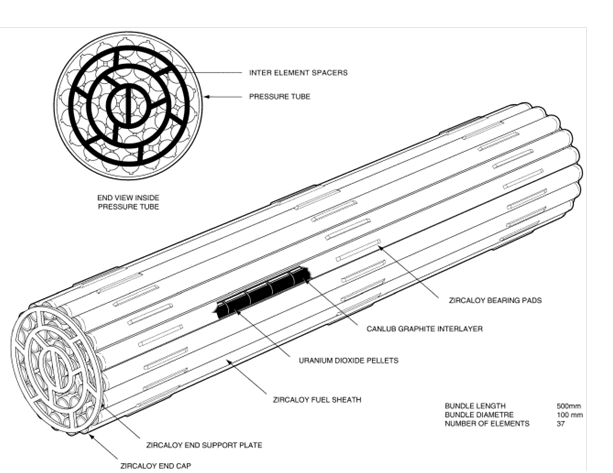 INTER ELEMENT SPACERS
PRESSURE TUBE
END VIEW INSIDE
PRESSURE TUBE
ZIRCALOY BEARING PADS
CANLUB GRAPHITE INTERLAYER
URANIUM DIOXIDE PELLETS
ZIRCALOY FUEL SHEATH
BUNDLE LENGTH 500mm
BUNDLE DIAMETRE 100 mm
NUMBER OF ELEMENTS 37
ZIRCALOY END SUPPORT PLATE
ZIRCALOY END CAP